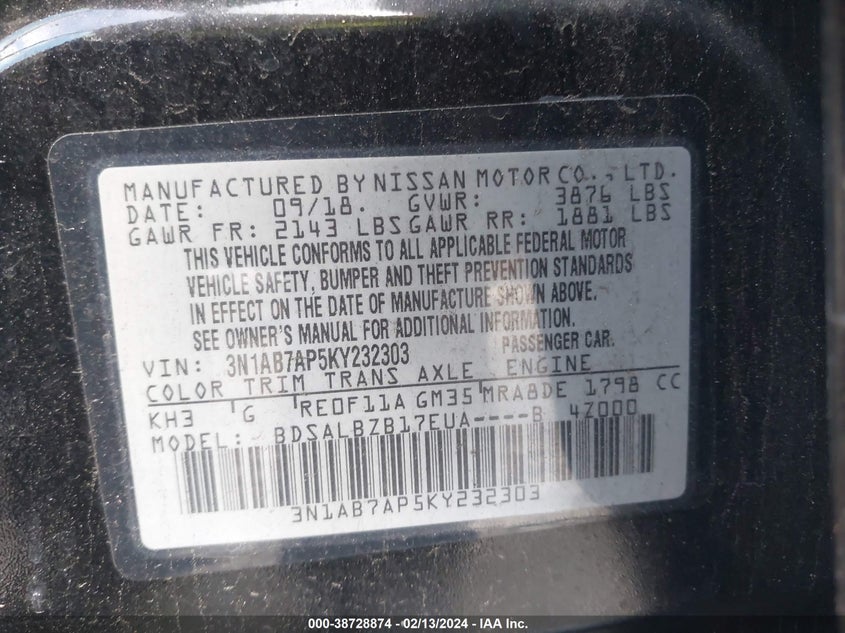 MANUFACTURED BY NISSAN MOTOR CO., LTD.
DATE: 09/18. GVWR: 3876 LBS
GAWR FR: 2143 LBS GAWR RR: 1881 LBS
THIS VEHICLE CONFORMS TO ALL APPLICABLE FEDERAL MOTOR
VEHICLE SAFETY, BUMPER AND THEFT PREVENTION STANDARDS
IN EFFECT ON THE DATE OF MANUFACTURE SHOWN ABOVE.
SEE OWNER'S MANUAL FOR ADDITIONAL INFORMATION.
PASSENGER CAR.
VIN: 3N1AB7AP5KY232303
COLOR TRIM TRANS AXLE ENGINE
KH3 G RE0F11A GM35 MRA8DE 1798 CC
MODEL: BDSALBZB17EUA----B 4Z000
3N1AB7AP5KY232303
000-38728874 - 02/13/2024 - IAA Inc.